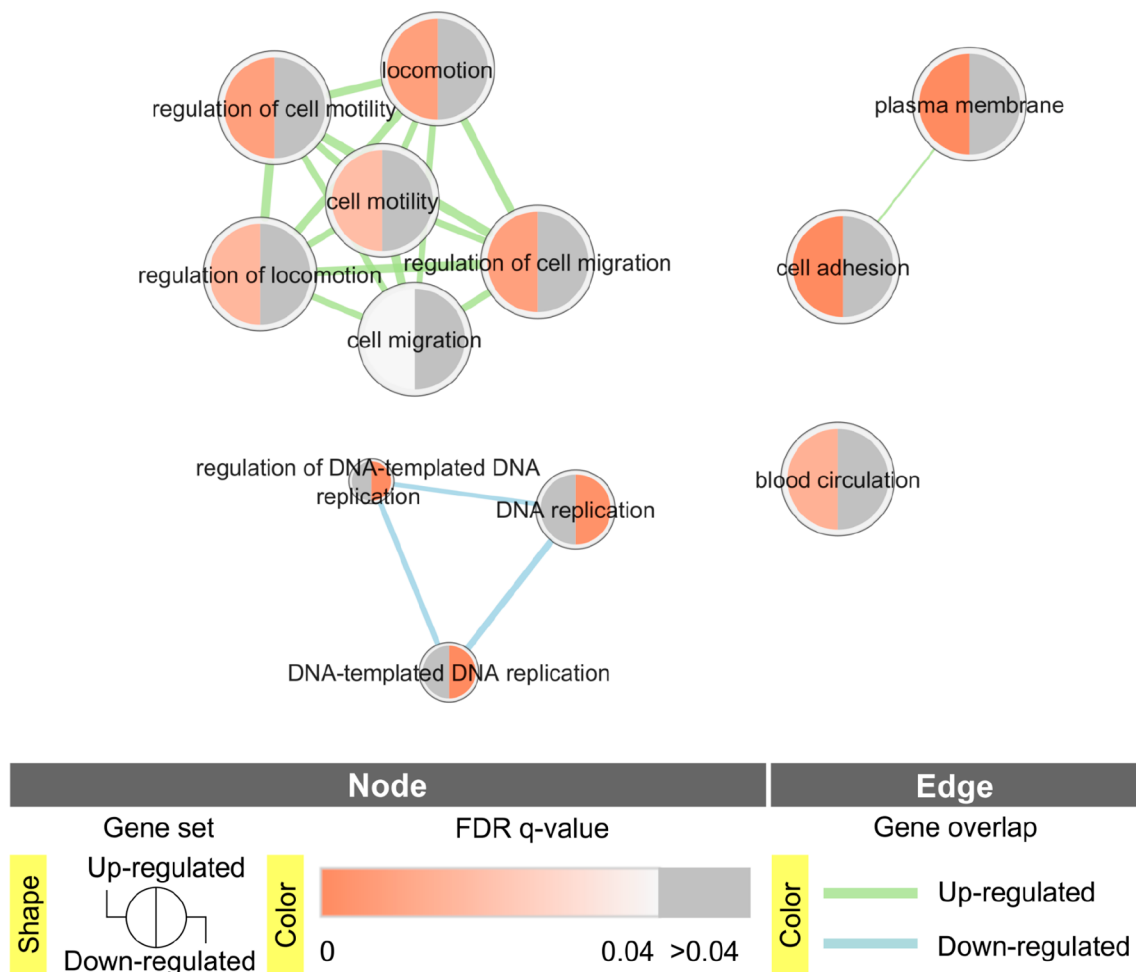 locomotion
regulation of cell motility
plasma membrane
cell motility
regulation of cell migration
cell adhesion
regulation of locomotion
cell migration
regulation of DNA-templated DNA
replication
blood circulation
DNA replication
DNA-templated DNA replication
Node
Edge
Gene set
FDR q-value
Gene overlap
Shape
Up-regulated
Down-regulated
Color
0
0.04
>0.04
Color
Up-regulated
Down-regulated